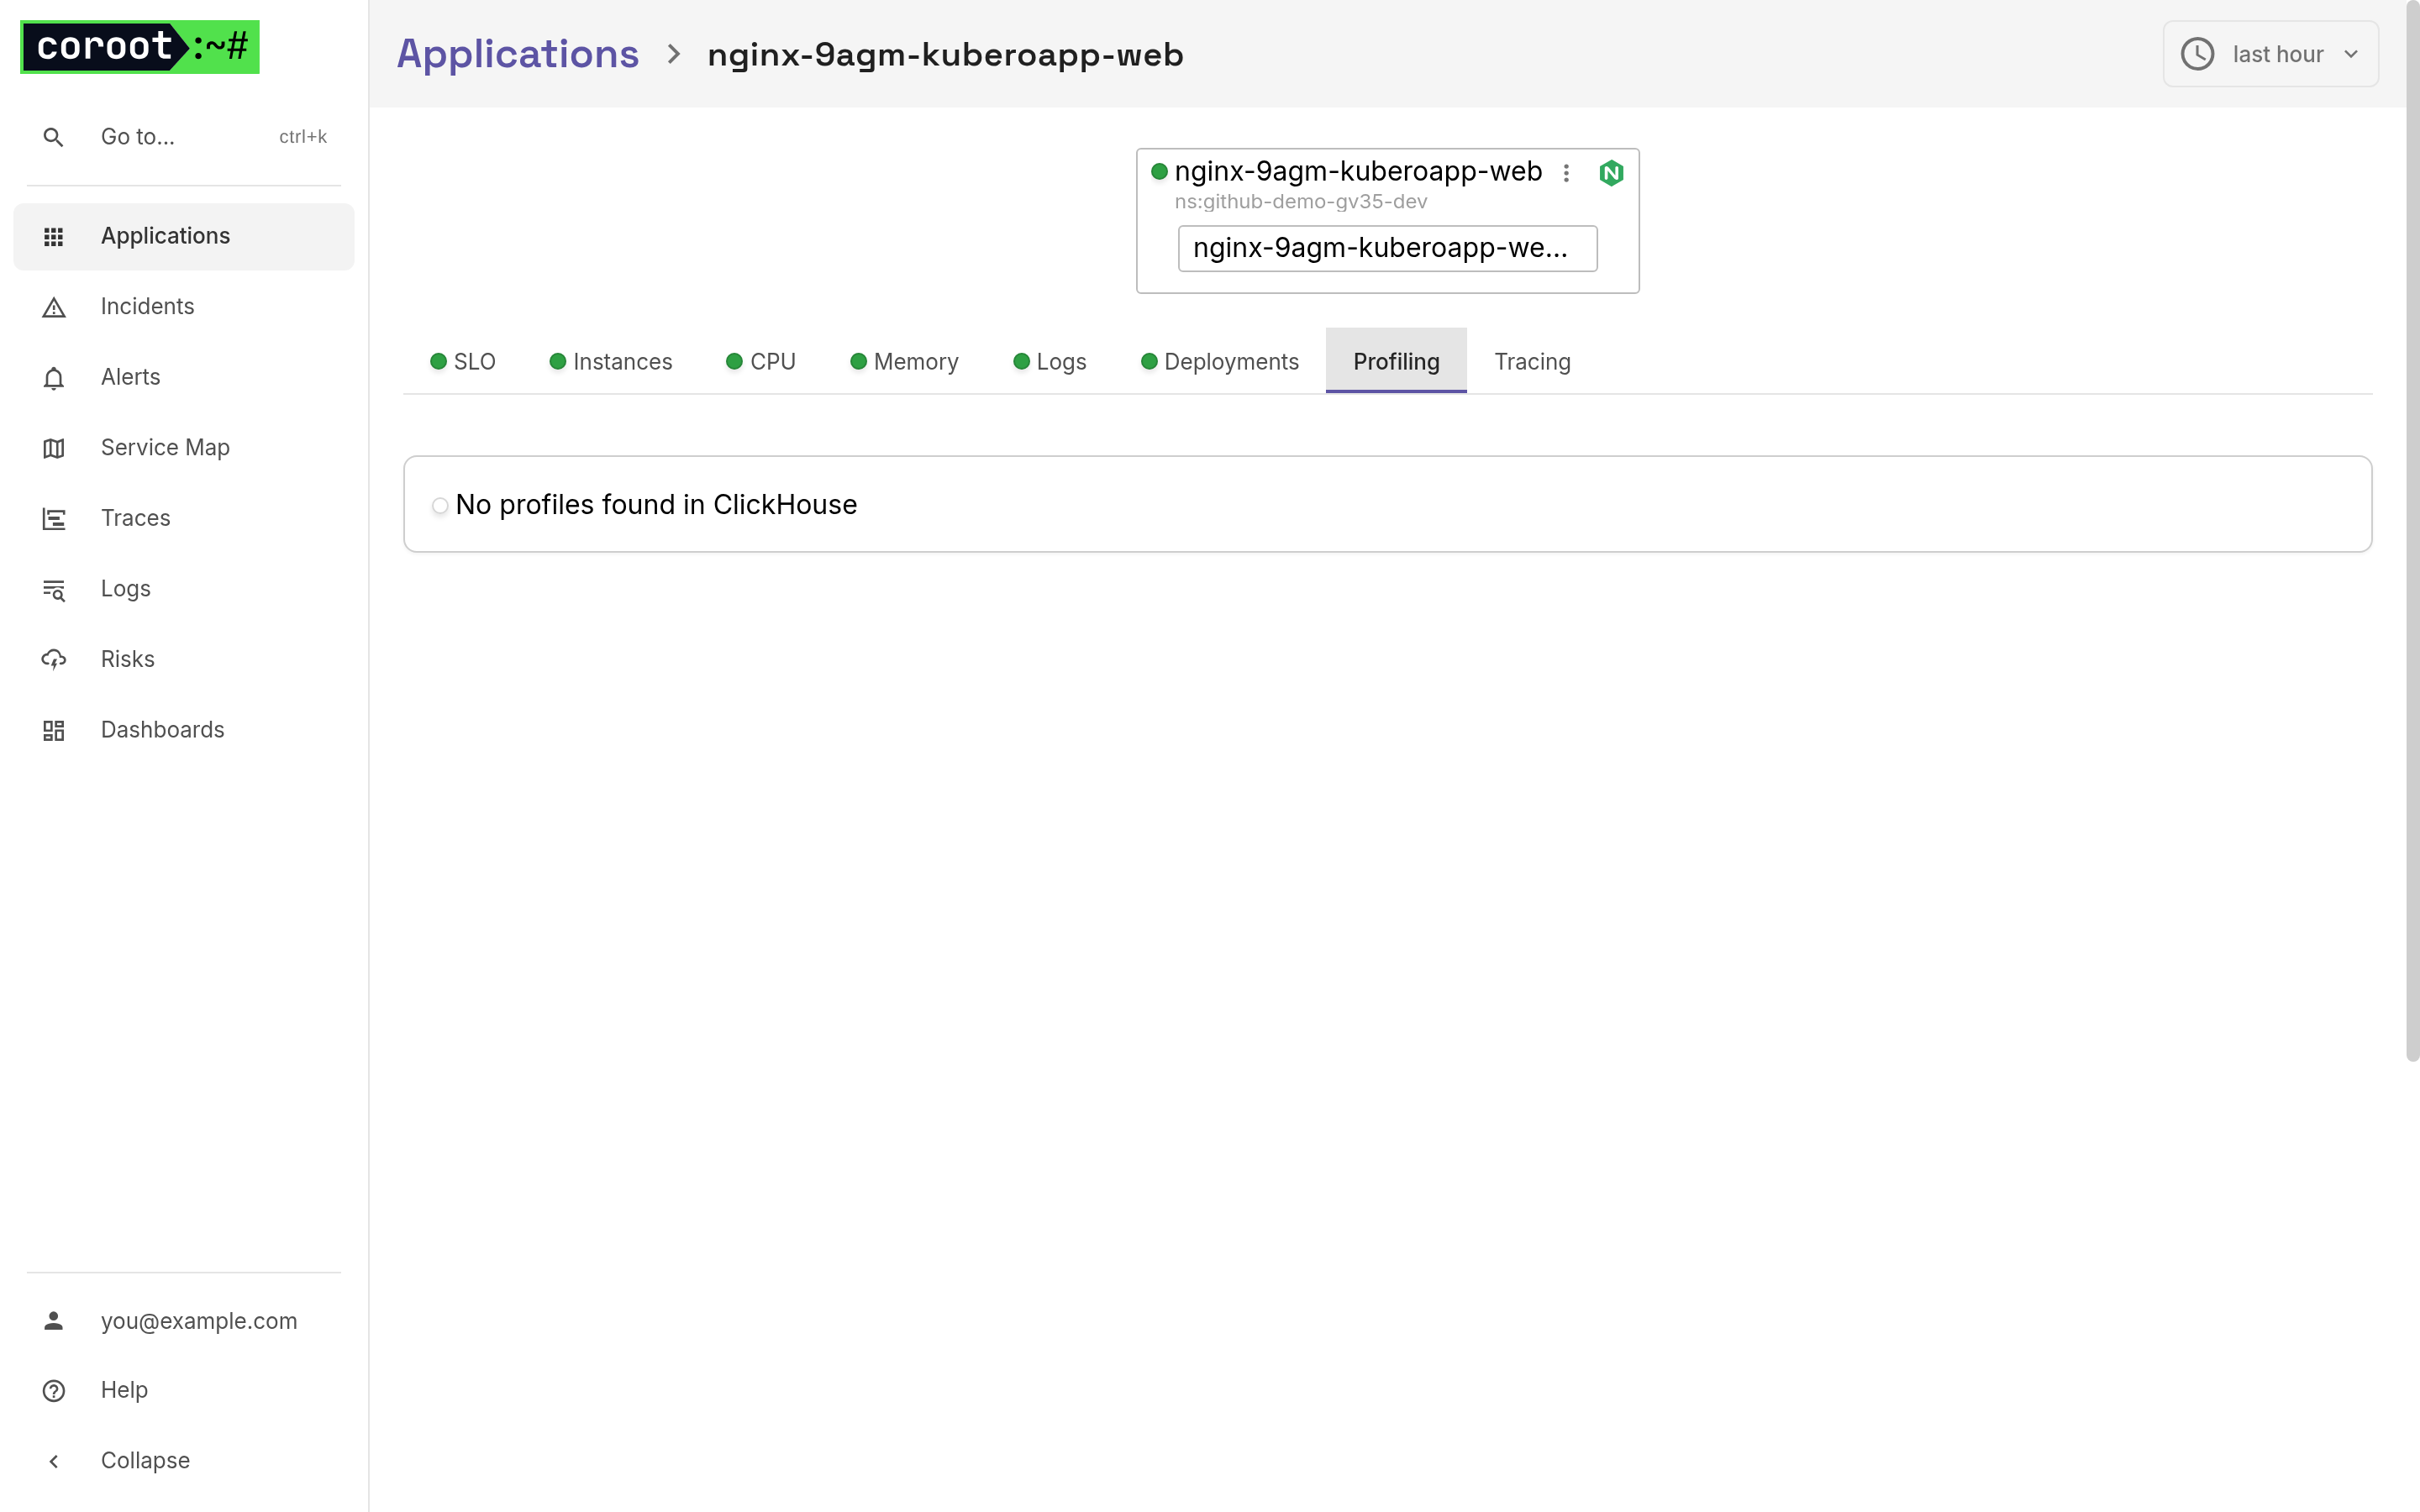 coroot:~#
Go to...
ctrl+k
Applications
Incidents
Alerts
Service Map
Traces
Logs
Risks
Dashboards
you@example.com
Help
Collapse
Applications > nginx-9agm-kuberoapp-web
last hour
nginx-9agm-kuberoapp-web
ns:github-demo-gv35-dev
nginx-9agm-kuberoapp-we...
SLO
Instances
CPU
Memory
Logs
Deployments
Profiling
Tracing
No profiles found in ClickHouse